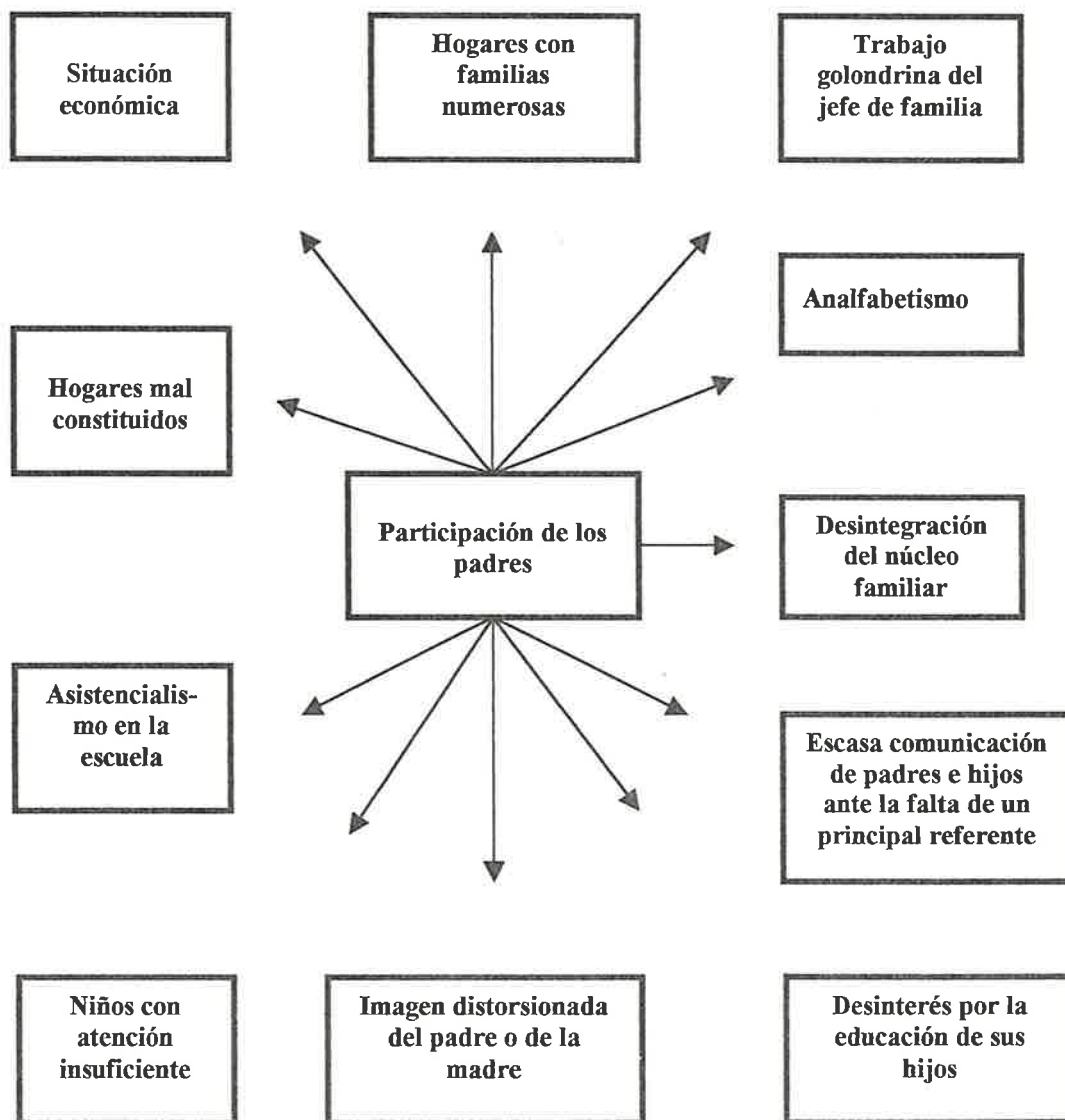 Situación
económica
Hogares con
familias
numerosas
Trabajo
golondrina del
jefe de familia
Analfabetismo
Hogares mal
constituidos
Participación de los
padres
Desintegración
del núcleo
familiar
Asistencialis-
mo en la
escuela
Escasa comunicación
de padres e hijos
ante la falta de un
principal referente
Niños con
atención
insuficiente
Imagen distorsionada
del padre o de la
madre
Desinterés por la
educación de sus
hijos